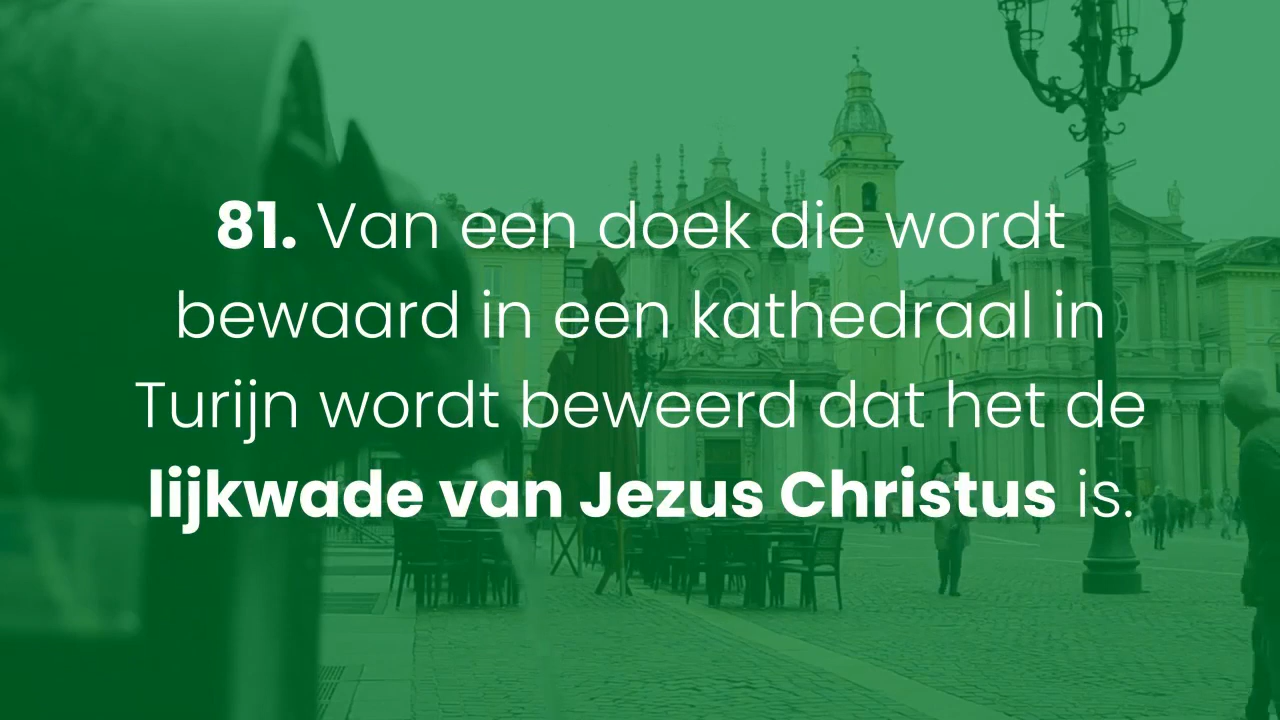 81. Van een doek die wordt
bewaard in een kathedraal in
Turijn wordt beweerd dat het de
lijkwade van Jezus Christus is.